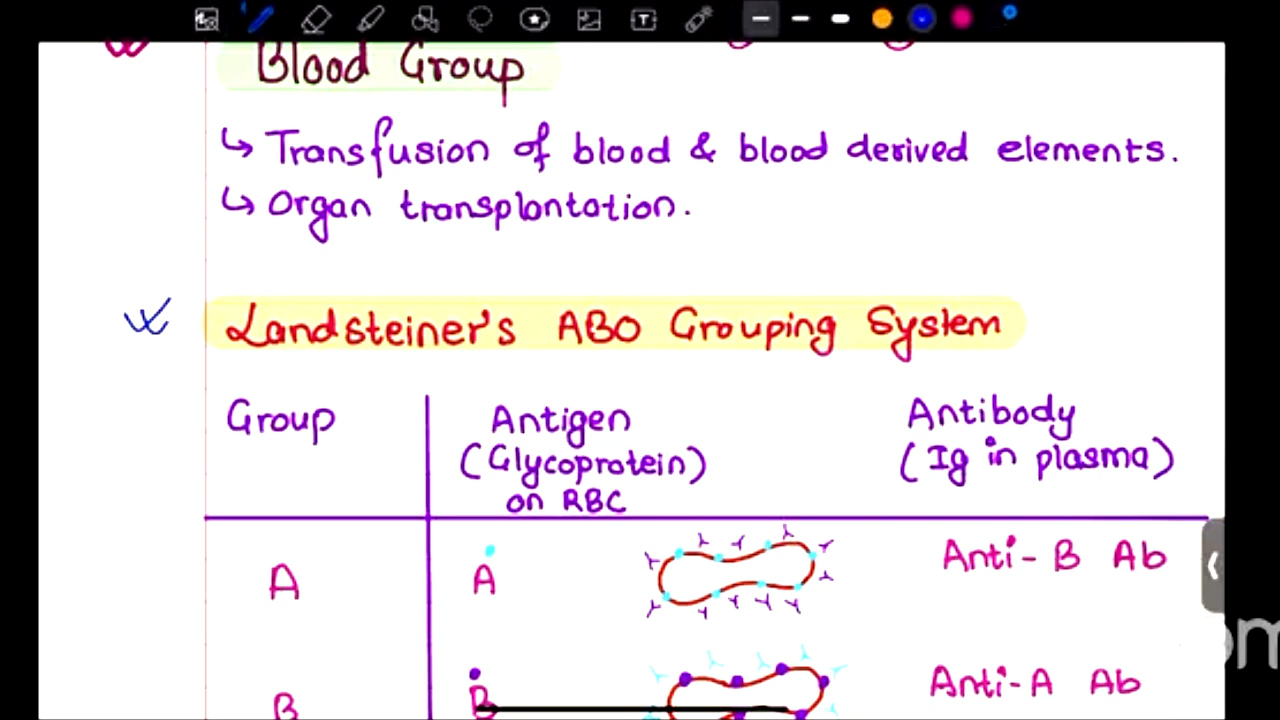 Blood Group
↳ Transfusion of blood & blood derived elements.
↳ Organ transplantation.
Landsteiner's ABO Grouping System
Group Antigen (Glycoprotein) on RBC Antibody (Ig in plasma)
A A Anti-B Ab
B B Anti-A Ab